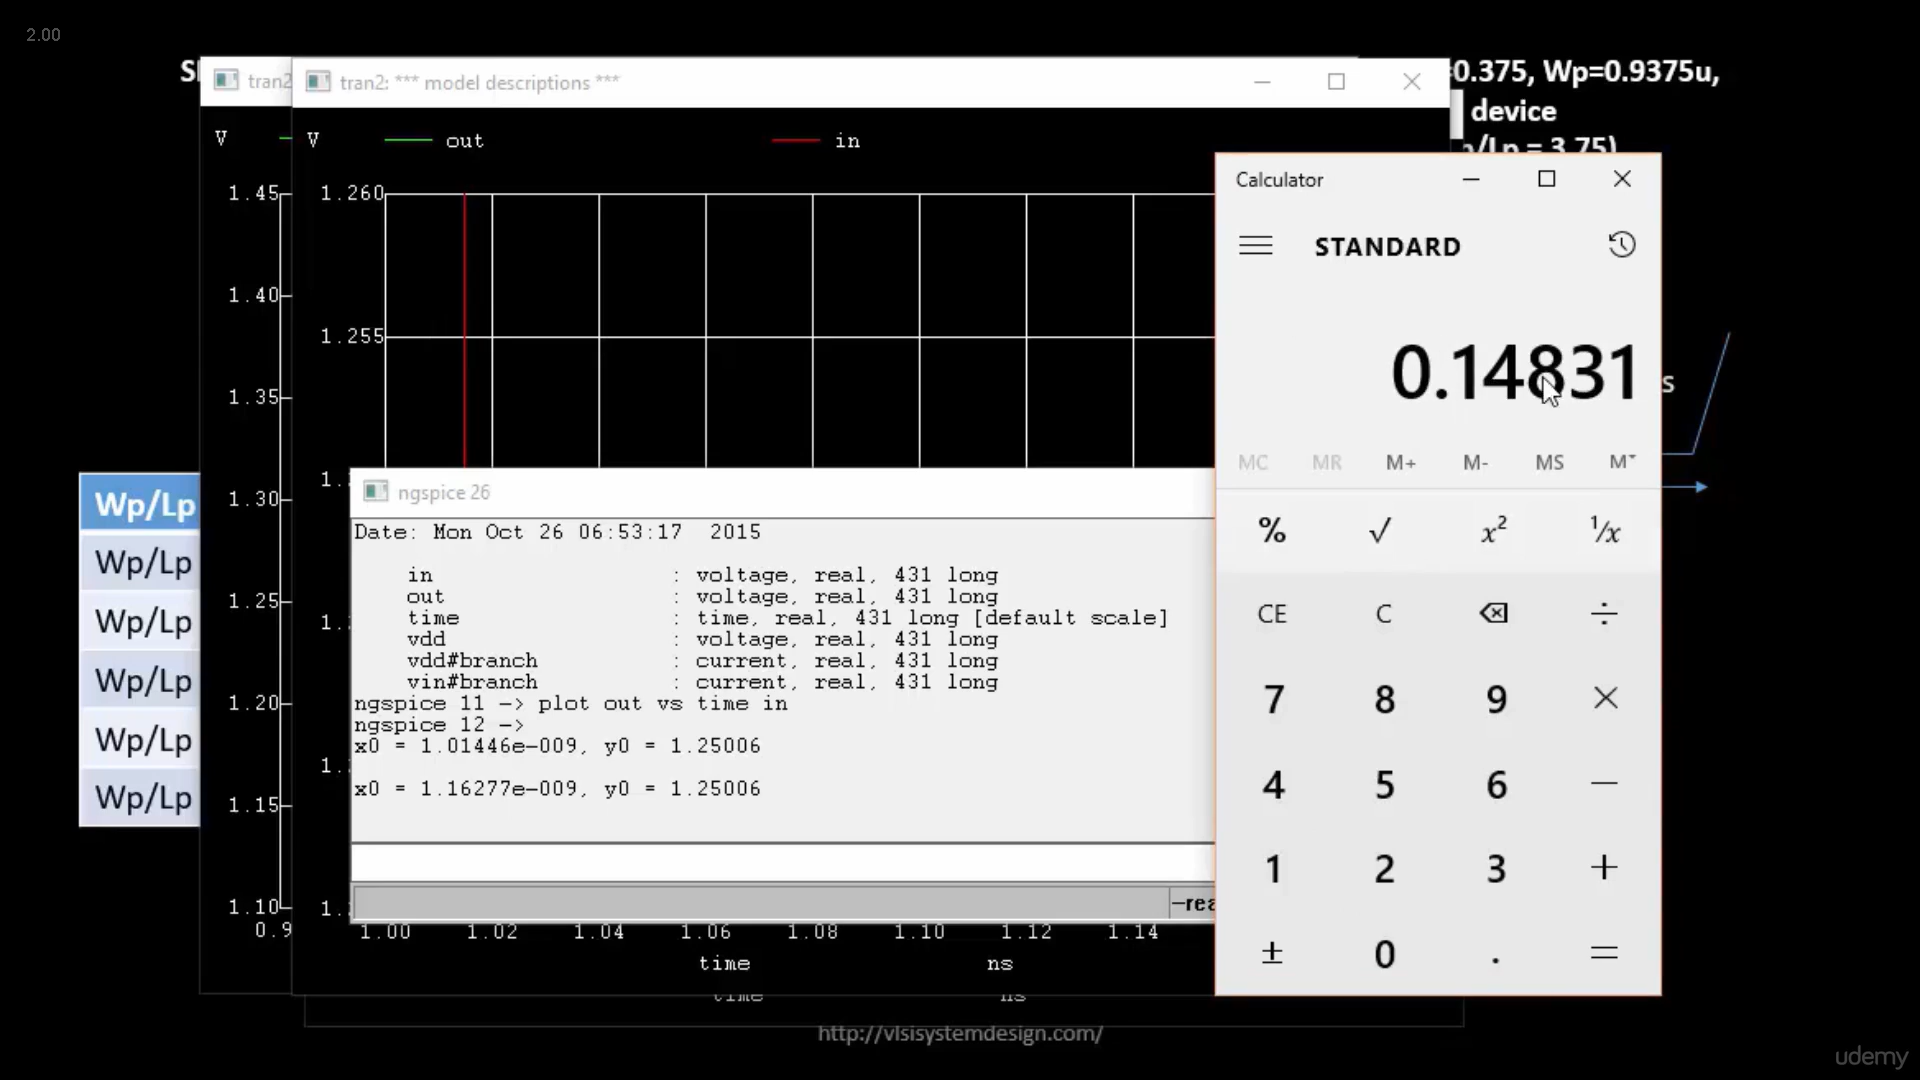 2.00
=0.375, Wp=0.9375u,
device
p/Lp = 3.75)
tran2
tran2: *** model descriptions ***
V
V
out
in
1.45
1.40
1.35
1.30
1.25
1.20
1.15
1.10
0.9
1.260
1.255
1.00 1.02 1.04 1.06 1.08 1.10 1.12 1.14
time ns
time ns
Wp/Lp
Wp/Lp
Wp/Lp
Wp/Lp
Wp/Lp
Wp/Lp
ngspice 26
Date: Mon Oct 26 06:53:17 2015
in : voltage, real, 431 long
out : voltage, real, 431 long
time : time, real, 431 long [default scale]
vdd : voltage, real, 431 long
vdd#branch : current, real, 431 long
vin#branch : current, real, 431 long
ngspice 11 -> plot out vs time in
ngspice 12 ->
x0 = 1.01446e-009, y0 = 1.25006
x0 = 1.16277e-009, y0 = 1.25006
Calculator
STANDARD
0.14831
s
MC MR M+ M- MS M˅
% √ x² ¹/x
CE C ÷
7 8 9 ×
4 5 6 −
1 2 3 +
± 0 . =
http://vlsisystemdesign.com/
udemy